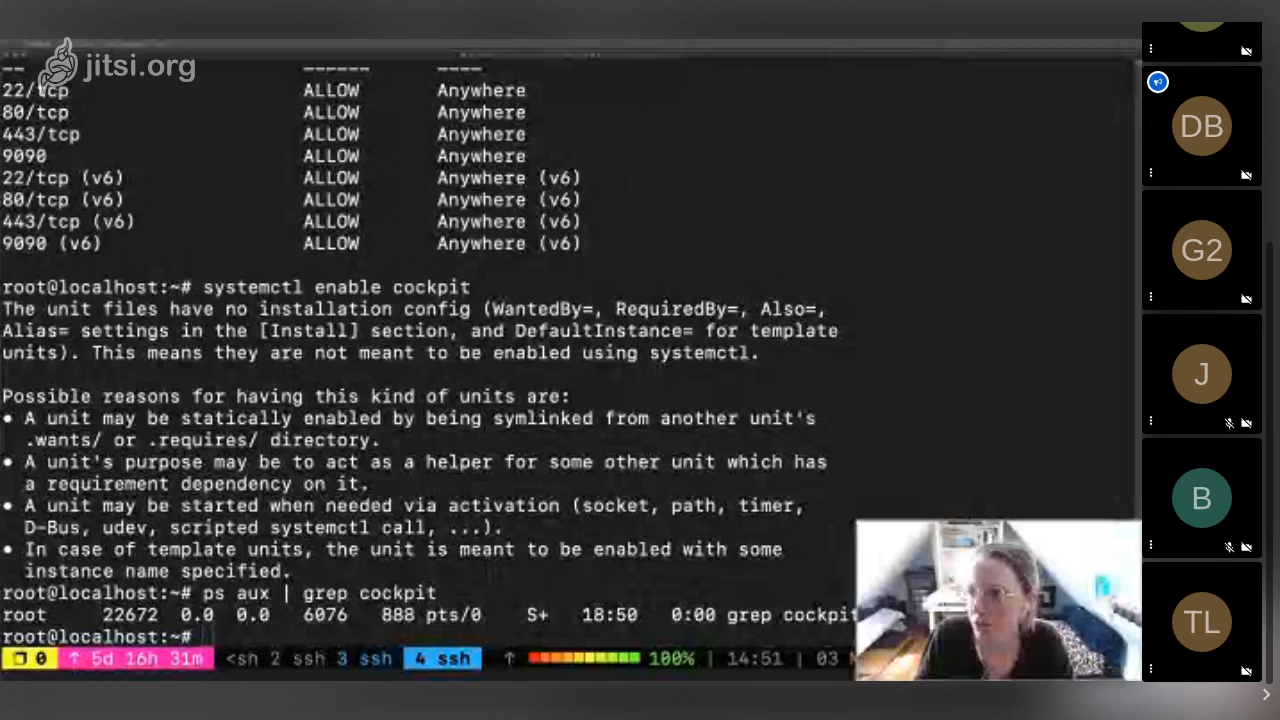 jitsi.org
-- ------ ----
22/tcp ALLOW Anywhere
80/tcp ALLOW Anywhere
443/tcp ALLOW Anywhere
9090 ALLOW Anywhere
22/tcp (v6) ALLOW Anywhere (v6)
80/tcp (v6) ALLOW Anywhere (v6)
443/tcp (v6) ALLOW Anywhere (v6)
9090 (v6) ALLOW Anywhere (v6)
root@localhost:~# systemctl enable cockpit
The unit files have no installation config (WantedBy=, RequiredBy=, Also=,
Alias= settings in the [Install] section, and DefaultInstance= for template
units). This means they are not meant to be enabled using systemctl.
Possible reasons for having this kind of units are:
• A unit may be statically enabled by being symlinked from another unit's
.wants/ or .requires/ directory.
• A unit's purpose may be to act as a helper for some other unit which has
a requirement dependency on it.
• A unit may be started when needed via activation (socket, path, timer,
D-Bus, udev, scripted systemctl call, ...).
• In case of template units, the unit is meant to be enabled with some
instance name specified.
root@localhost:~# ps aux | grep cockpit
root 22672 0.0 0.0 6076 888 pts/0 S+ 18:50 0:00 grep cockpit
root@localhost:~#
0 ↑ 5d 16h 31m <sh 2 ssh 3 ssh 4 ssh ↑ 100% | 14:51 | 03
DB
G2
J
B
TL